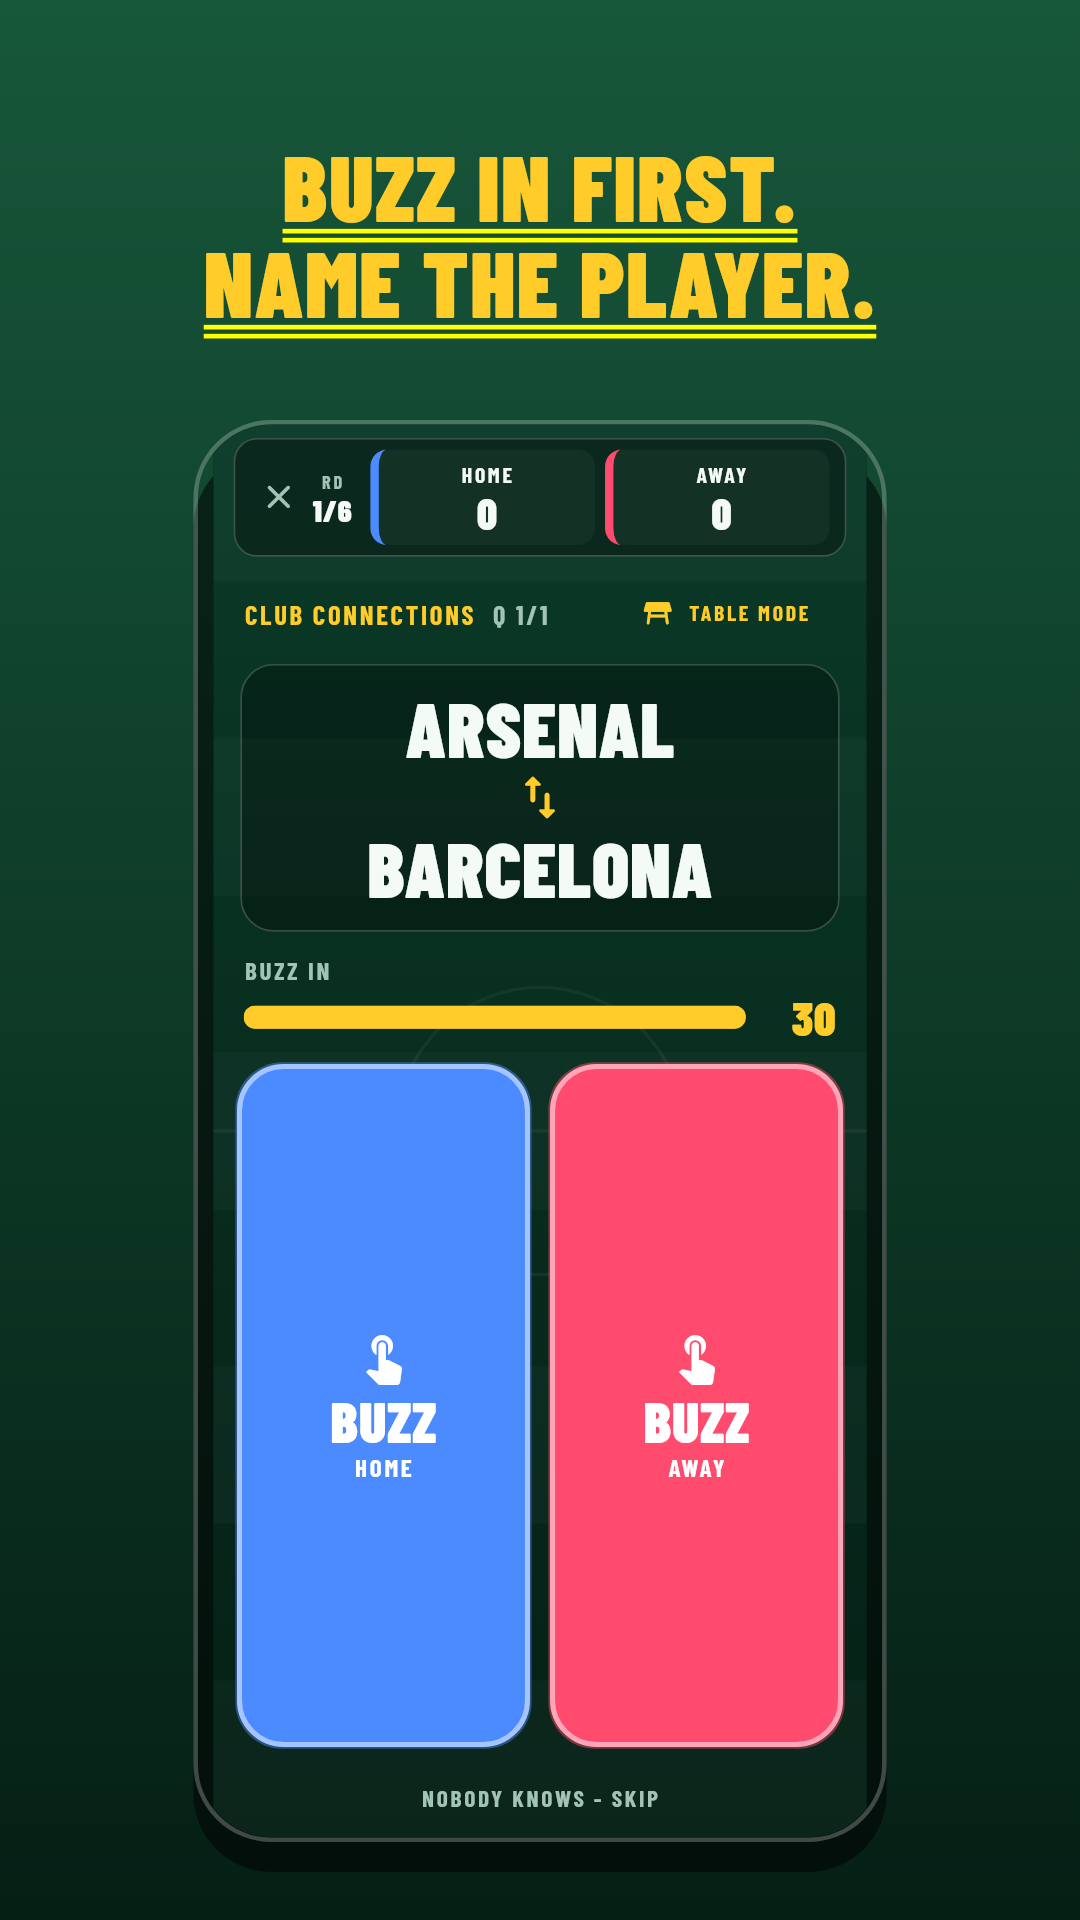 BUZZ IN FIRST.
NAME THE PLAYER.
RD
1/6
HOME
0
AWAY
0
CLUB CONNECTIONS Q 1/1
TABLE MODE
ARSENAL
BARCELONA
BUZZ IN
30
BUZZ
HOME
BUZZ
AWAY
NOBODY KNOWS - SKIP